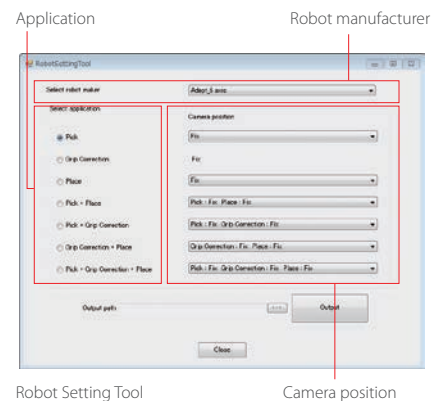 Application
Robot manufacturer
RobotSettingTool
Select robot maker
Adept_6 axis
Select application
Camera position
Pick
Fix
Grip Correction
Fix
Place
Fix
Pick + Place
Pick : Fix Place : Fix
Pick + Grip Correction
Pick : Fix Grip Correction : Fix
Grip Correction + Place
Grip Correction : Fix Place : Fix
Pick + Grip Correction + Place
Pick : Fix Grip Correction : Fix Place : Fix
Output path
...
Output
Close
Robot Setting Tool
Camera position